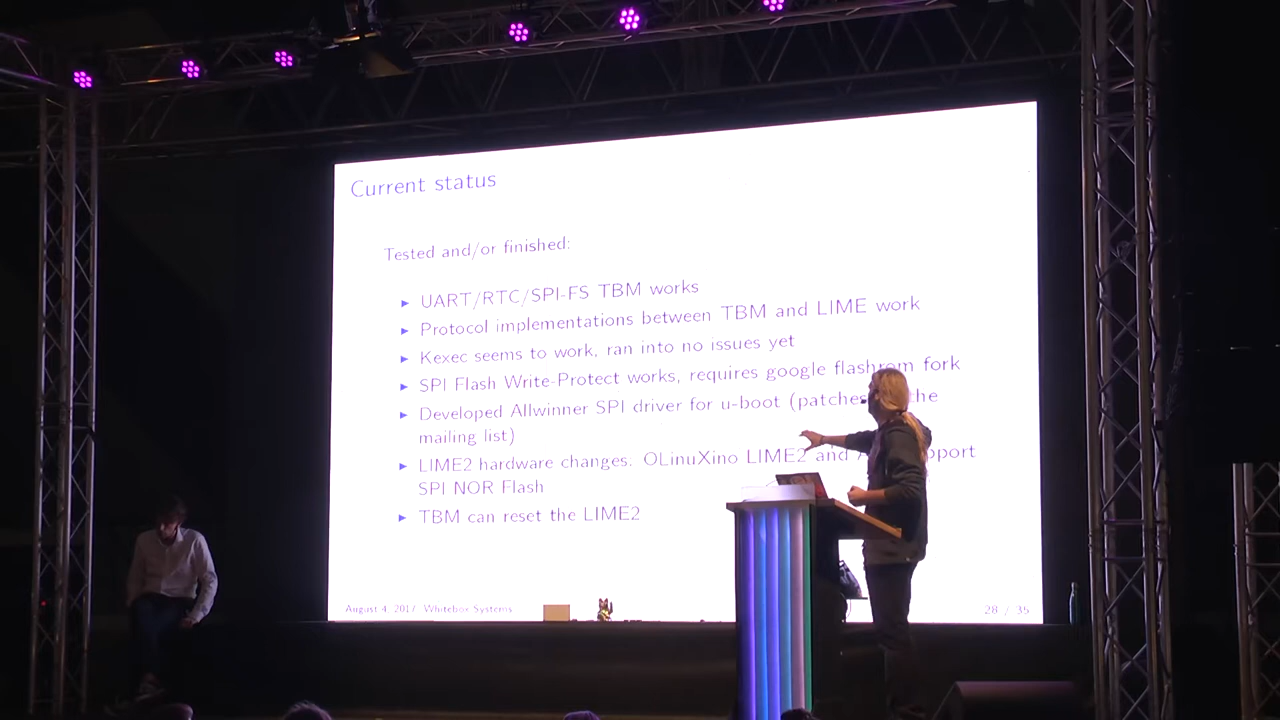 Current status
Tested and/or finished:
UART/RTC/SPI-FS TBM works
Protocol implementations between TBM and LIME work
Kexec seems to work, ran into no issues yet
SPI Flash Write-Protect works, requires google flashrom fork
Developed Allwinner SPI driver for u-boot (patches the
mailing list)
LIME2 hardware changes: OLinuXino LIME2 and
SPI NOR Flash
TBM can reset the LIME2
August 4, 2017 Whitebox Systems
28 / 35